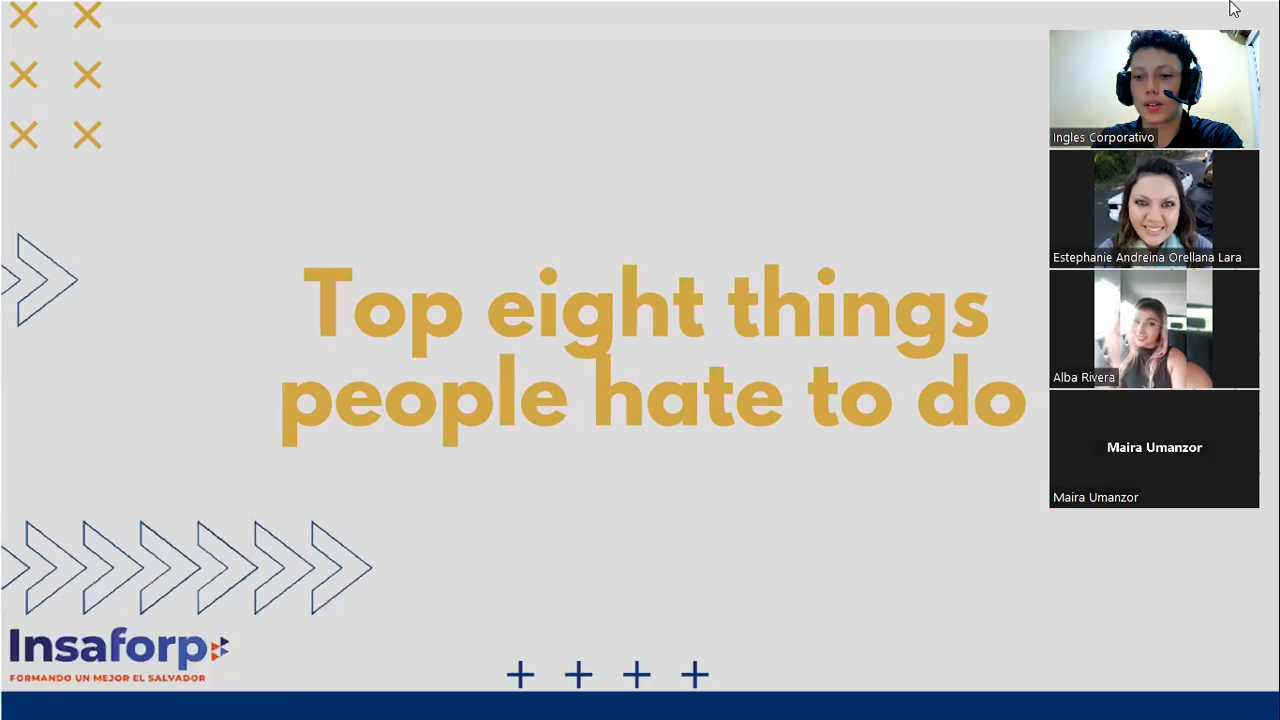 Top eight things
people hate to do
Insaforp
FORMANDO UN MEJOR EL SALVADOR
Ingles Corporativo
Estephanie Andreina Orellana Lara
Alba Rivera
Maira Umanzor
Maira Umanzor